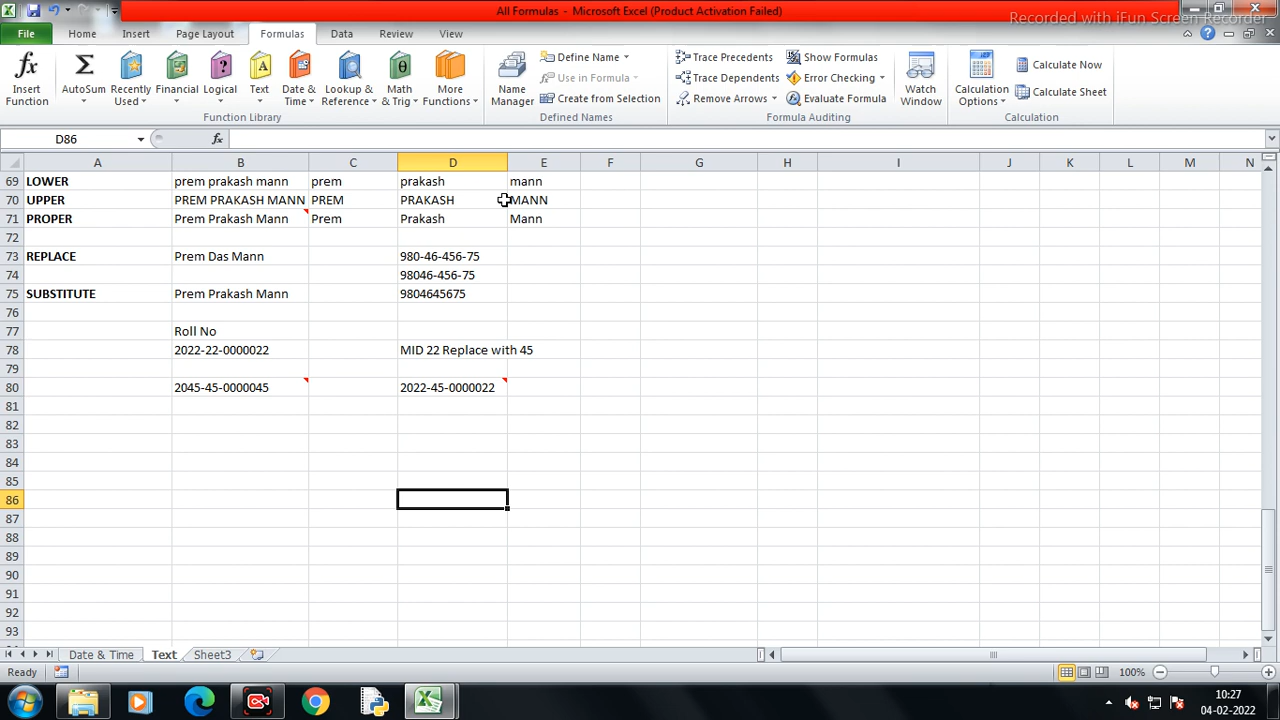 All Formulas - Microsoft Excel (Product Activation Failed)
Recorded with iFun Screen Recorder
File Home Insert Page Layout Formulas Data Review View
Insert Function
AutoSum
Recently Used
Financial
Logical
Text
Date & Time
Lookup & Reference
Math & Trig
More Functions
Function Library
Name Manager
Define Name
Use in Formula
Create from Selection
Defined Names
Trace Precedents
Trace Dependents
Remove Arrows
Show Formulas
Error Checking
Evaluate Formula
Formula Auditing
Watch Window
Calculation Options
Calculate Now
Calculate Sheet
Calculation
D86 fx
A B C D E F G H I J K L M N
69 LOWER prem prakash mann prem prakash mann
70 UPPER PREM PRAKASH MANN PREM PRAKASH MANN
71 PROPER Prem Prakash Mann Prem Prakash Mann
72
73 REPLACE Prem Das Mann 980-46-456-75
74 98046-456-75
75 SUBSTITUTE Prem Prakash Mann 9804645675
76
77 Roll No
78 2022-22-0000022 MID 22 Replace with 45
79
80 2045-45-0000045 2022-45-0000022
81
82
83
84
85
86
87
88
89
90
91
92
93
Date & Time Text Sheet3
Ready 100%
10:27
04-02-2022